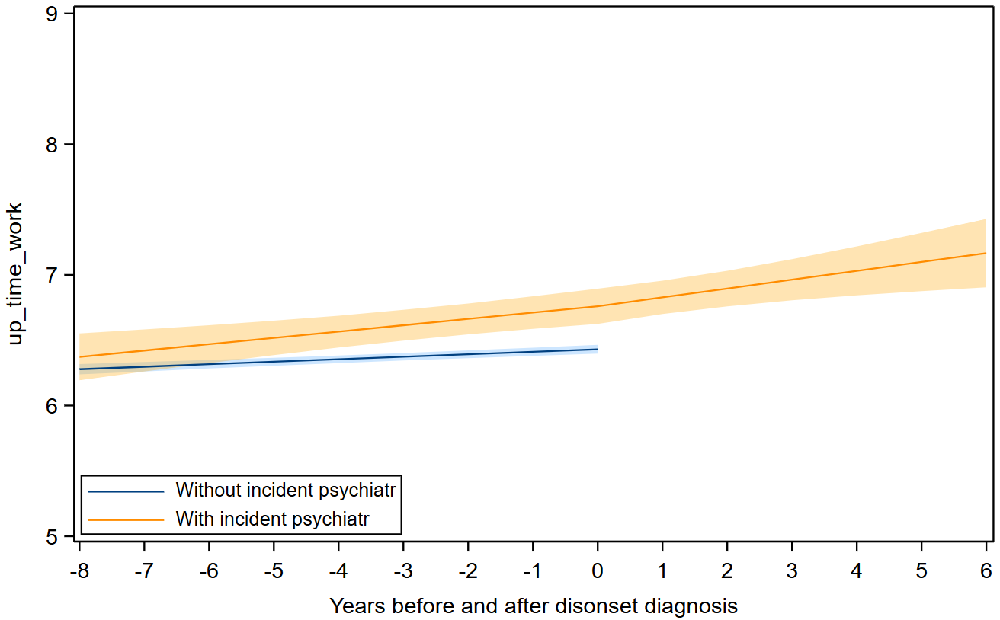 9
8
7
6
5
up_time_work
Without incident psychiatr
With incident psychiatr
-8 -7 -6 -5 -4 -3 -2 -1 0 1 2 3 4 5 6
Years before and after disonset diagnosis